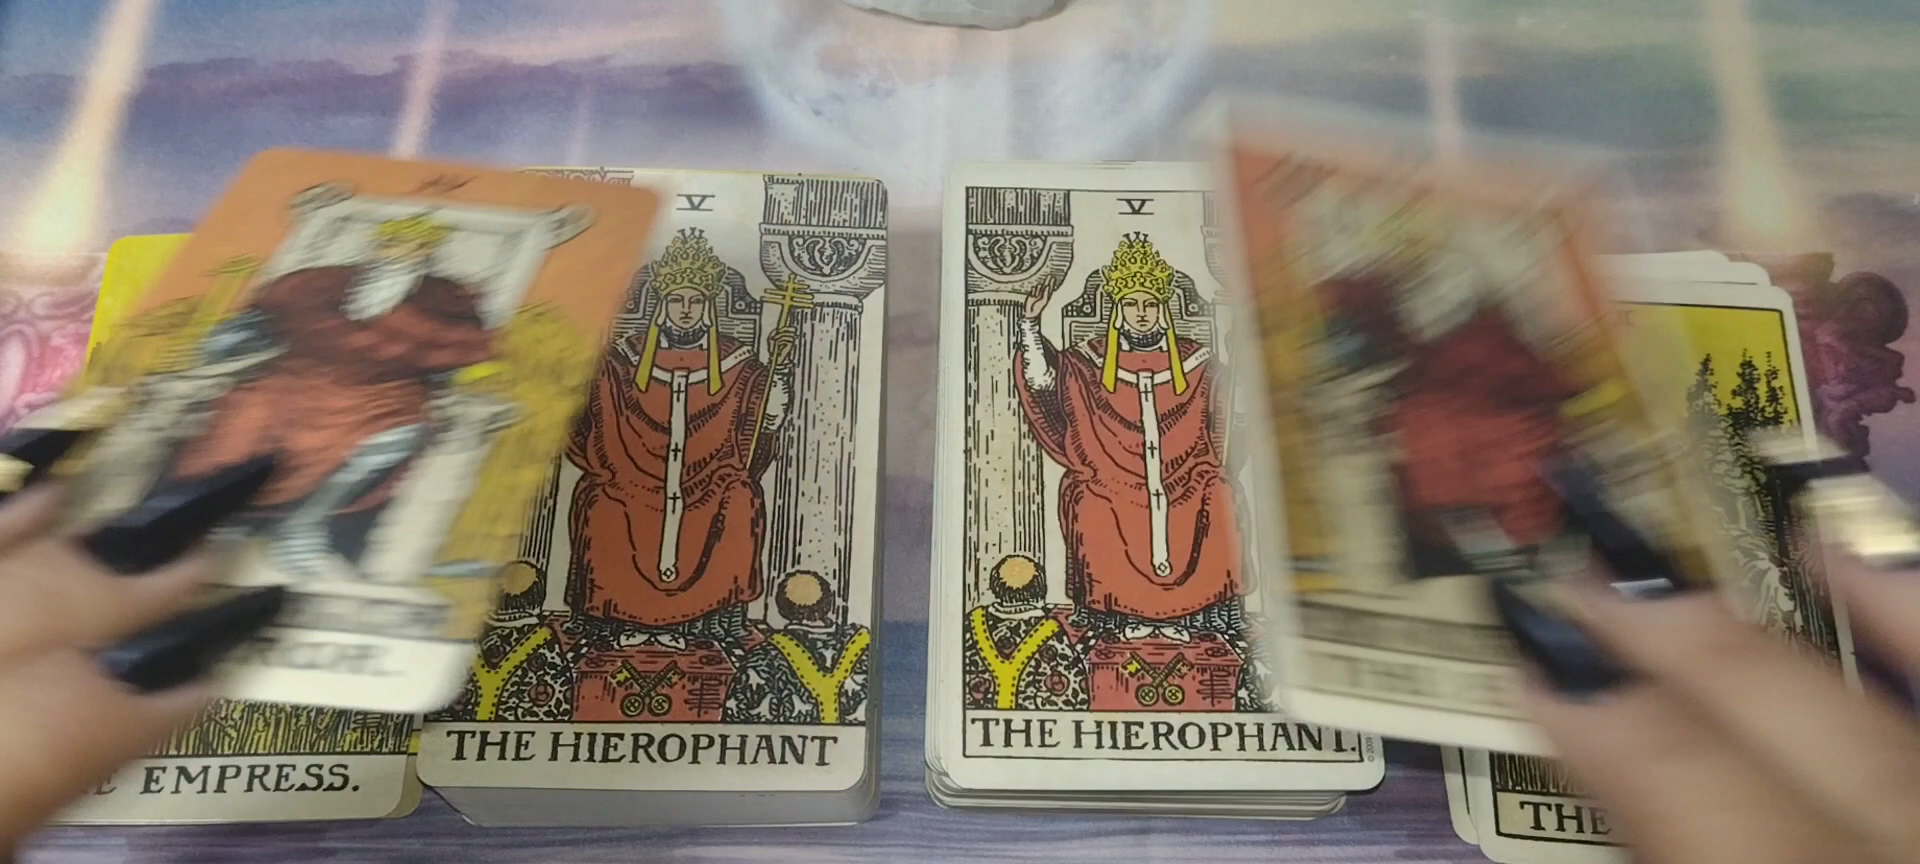 V
V
THE HIEROPHANT
THE HIEROPHANT.
E EMPRESS.
THE